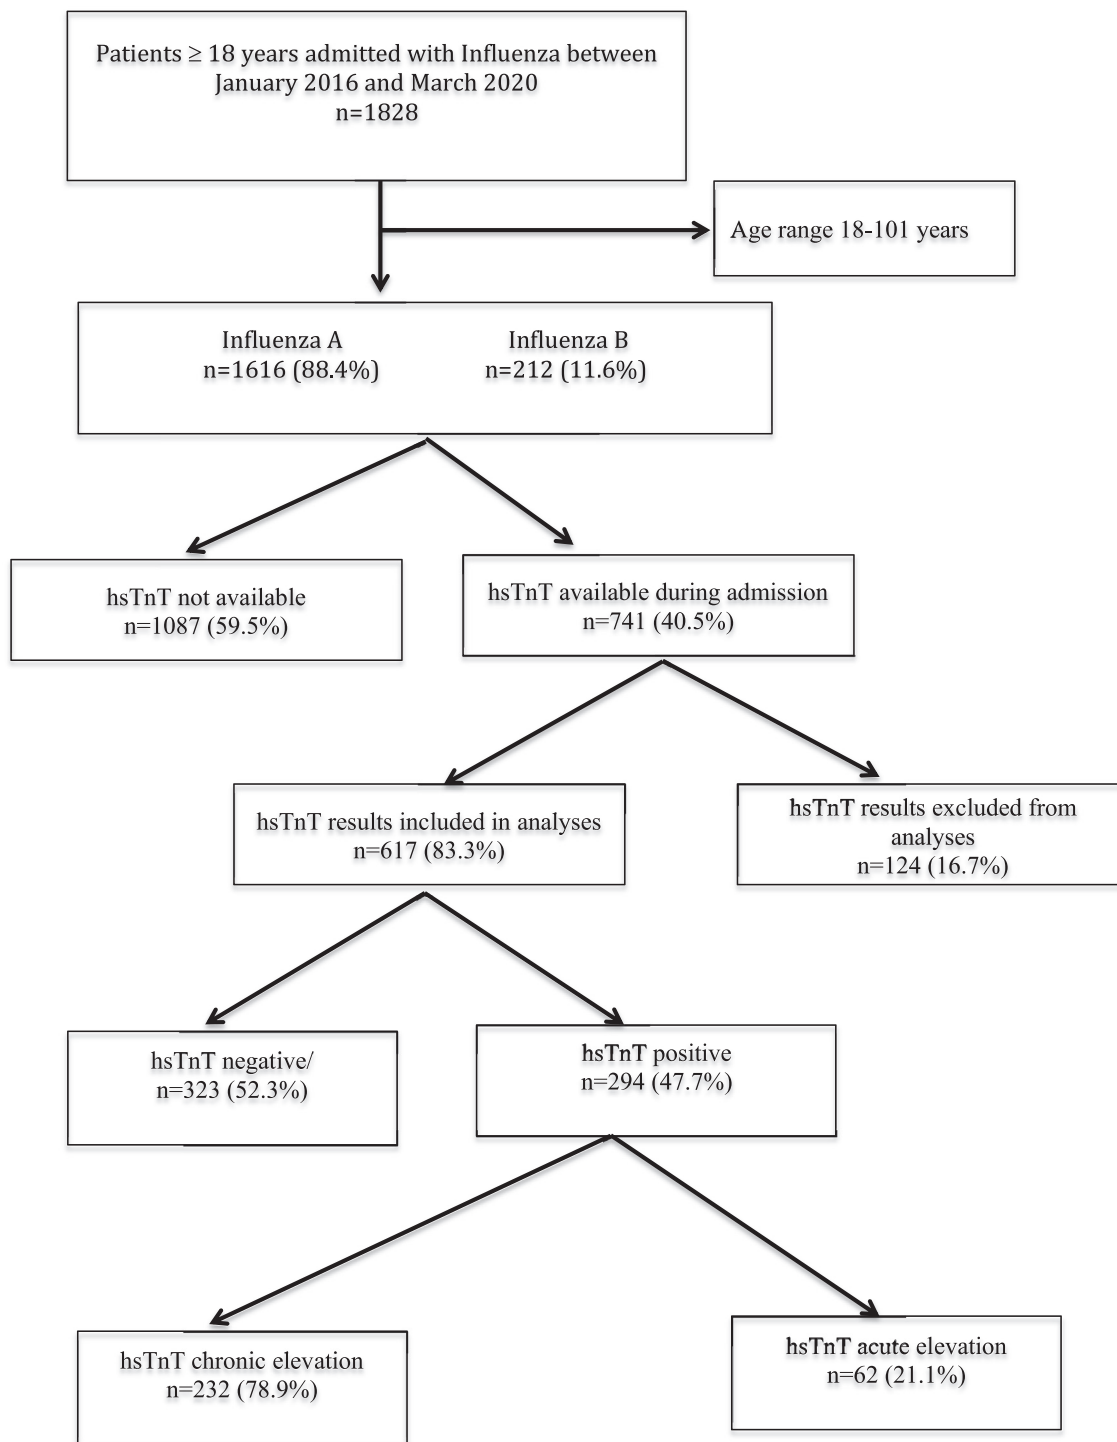 Patients ≥ 18 years admitted with Influenza between
January 2016 and March 2020
n=1828
Age range 18-101 years
Influenza A
n=1616 (88.4%)
Influenza B
n=212 (11.6%)
hsTnT not available
n=1087 (59.5%)
hsTnT available during admission
n=741 (40.5%)
hsTnT results included in analyses
n=617 (83.3%)
hsTnT results excluded from
analyses
n=124 (16.7%)
hsTnT negative/
n=323 (52.3%)
hsTnT positive
n=294 (47.7%)
hsTnT chronic elevation
n=232 (78.9%)
hsTnT acute elevation
n=62 (21.1%)